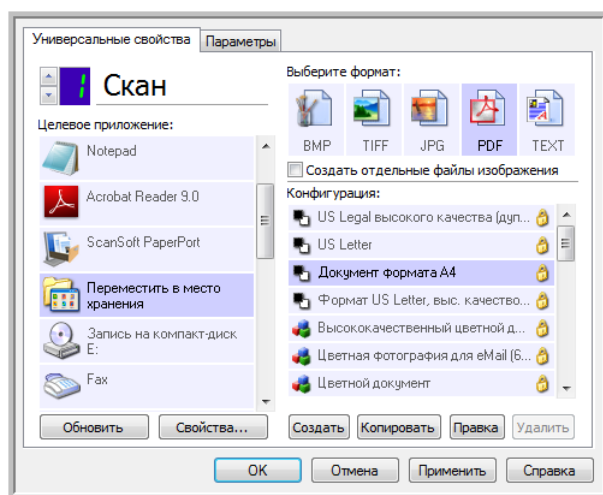 Универсальные свойства
Параметры
1
Скан
Целевое приложение:
Notepad
Acrobat Reader 9.0
ScanSoft PaperPort
Переместить в место
хранения
Запись на компакт-диск
E:
Fax
Обновить
Свойства...
Выберите формат:
BMP
TIFF
JPG
PDF
TEXT
Создать отдельные файлы изображения
Конфигурация:
US Legal высокого качества (дуп...
US Letter
Документ формата A4
Формат US Letter, выс. качество...
Высококачественный цветной д...
Цветная фотография для eMail (6...
Цветной документ
Создать
Копировать
Правка
Удалить
OK
Отмена
Применить
Справка